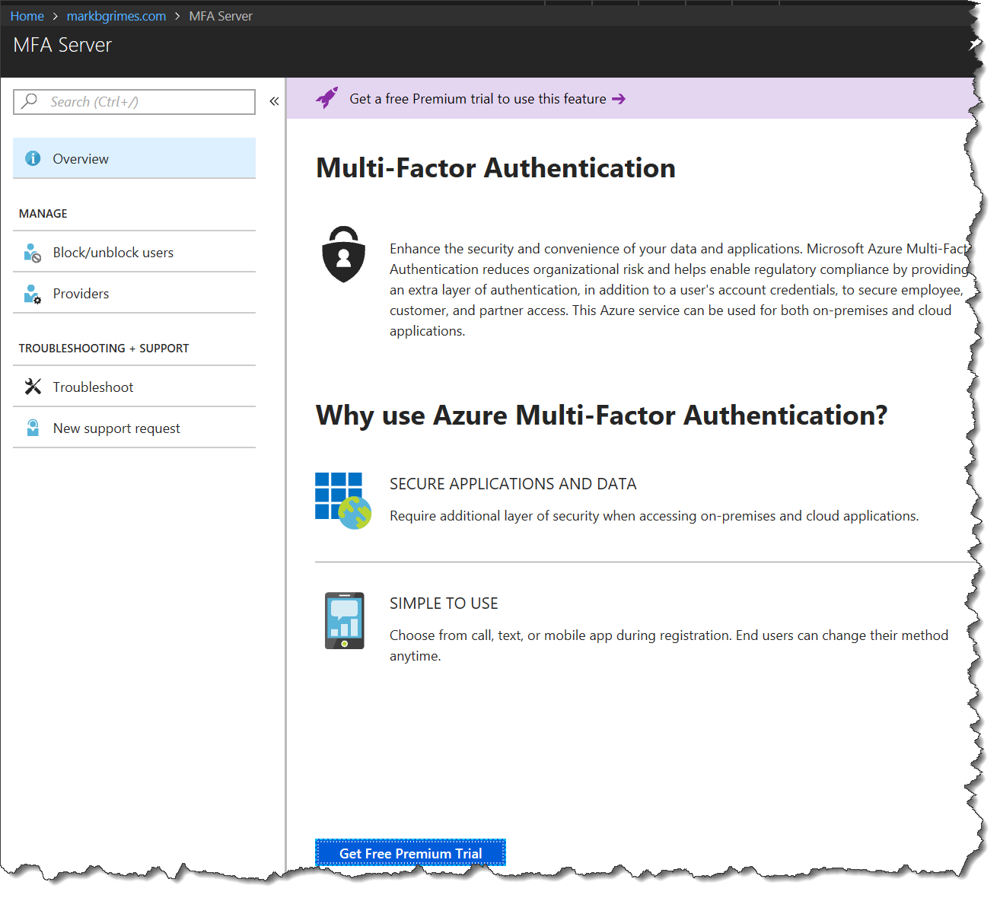 Home > markbgrimes.com > MFA Server
MFA Server
Search (Ctrl+/)
«
Overview
MANAGE
Block/unblock users
Providers
TROUBLESHOOTING + SUPPORT
Troubleshoot
New support request
Get a free Premium trial to use this feature →
Multi-Factor Authentication
Enhance the security and convenience of your data and applications. Microsoft Azure Multi-Fact
Authentication reduces organizational risk and helps enable regulatory compliance by providing
an extra layer of authentication, in addition to a user's account credentials, to secure employee,
customer, and partner access. This Azure service can be used for both on-premises and cloud
applications.
Why use Azure Multi-Factor Authentication?
SECURE APPLICATIONS AND DATA
Require additional layer of security when accessing on-premises and cloud applications.
SIMPLE TO USE
Choose from call, text, or mobile app during registration. End users can change their method
anytime.
Get Free Premium Trial